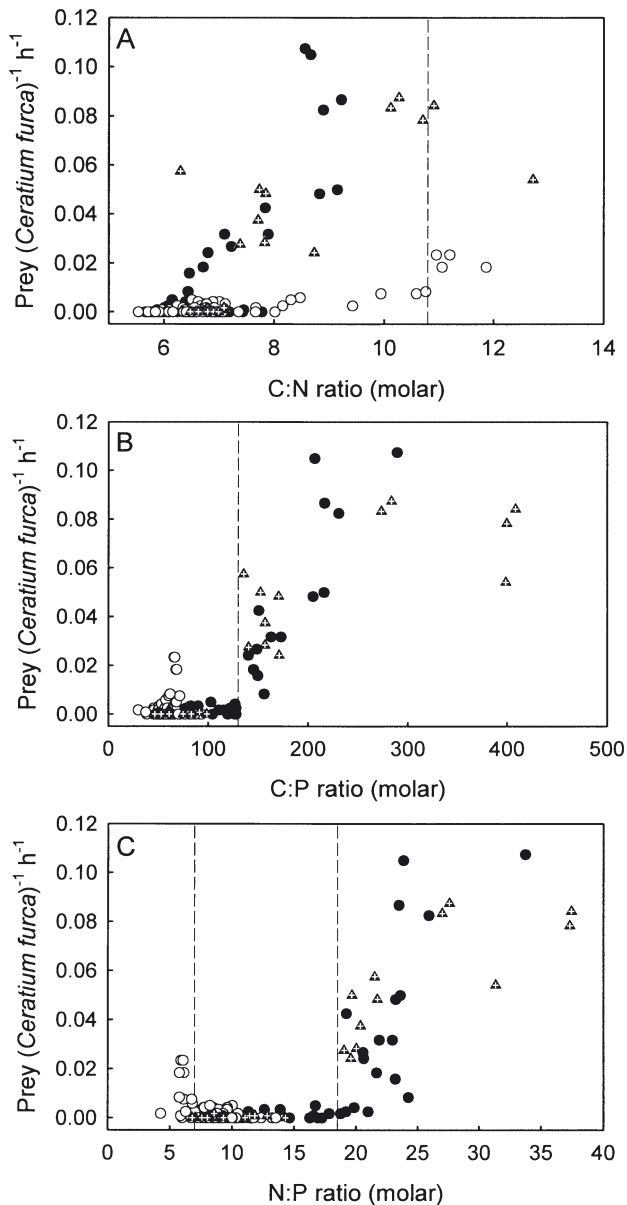 A
Prey (Ceratium furca)⁻¹ h⁻¹
0.12
0.10
0.08
0.06
0.04
0.02
0.00
6 8 10 12 14
C:N ratio (molar)
B
Prey (Ceratium furca)⁻¹ h⁻¹
0.12
0.10
0.08
0.06
0.04
0.02
0.00
0 100 200 300 400 500
C:P ratio (molar)
C
Prey (Ceratium furca)⁻¹ h⁻¹
0.12
0.10
0.08
0.06
0.04
0.02
0.00
0 5 10 15 20 25 30 35 40
N:P ratio (molar)